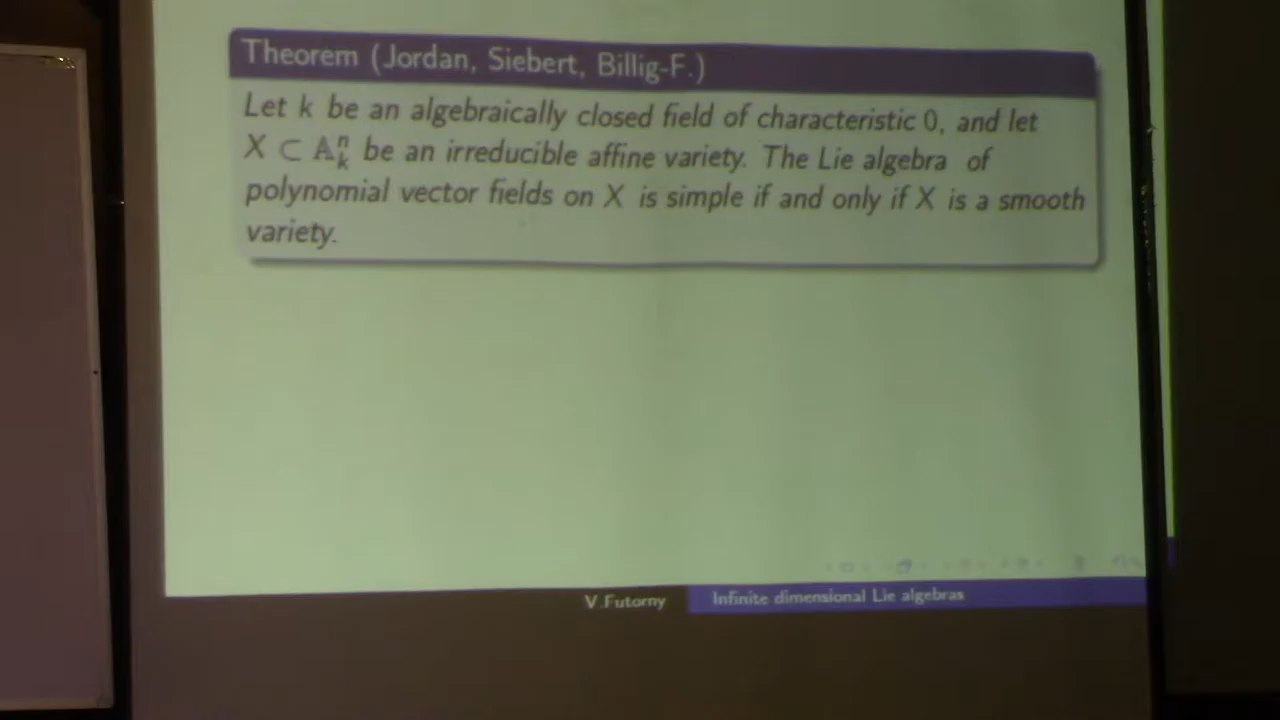 Theorem (Jordan, Siebert, Billig-F.)
Let k be an algebraically closed field of characteristic 0, and let
X ⊂ 𝔸ⁿₖ be an irreducible affine variety. The Lie algebra of
polynomial vector fields on X is simple if and only if X is a smooth
variety.
V.Futorny Infinite dimensional Lie algebras